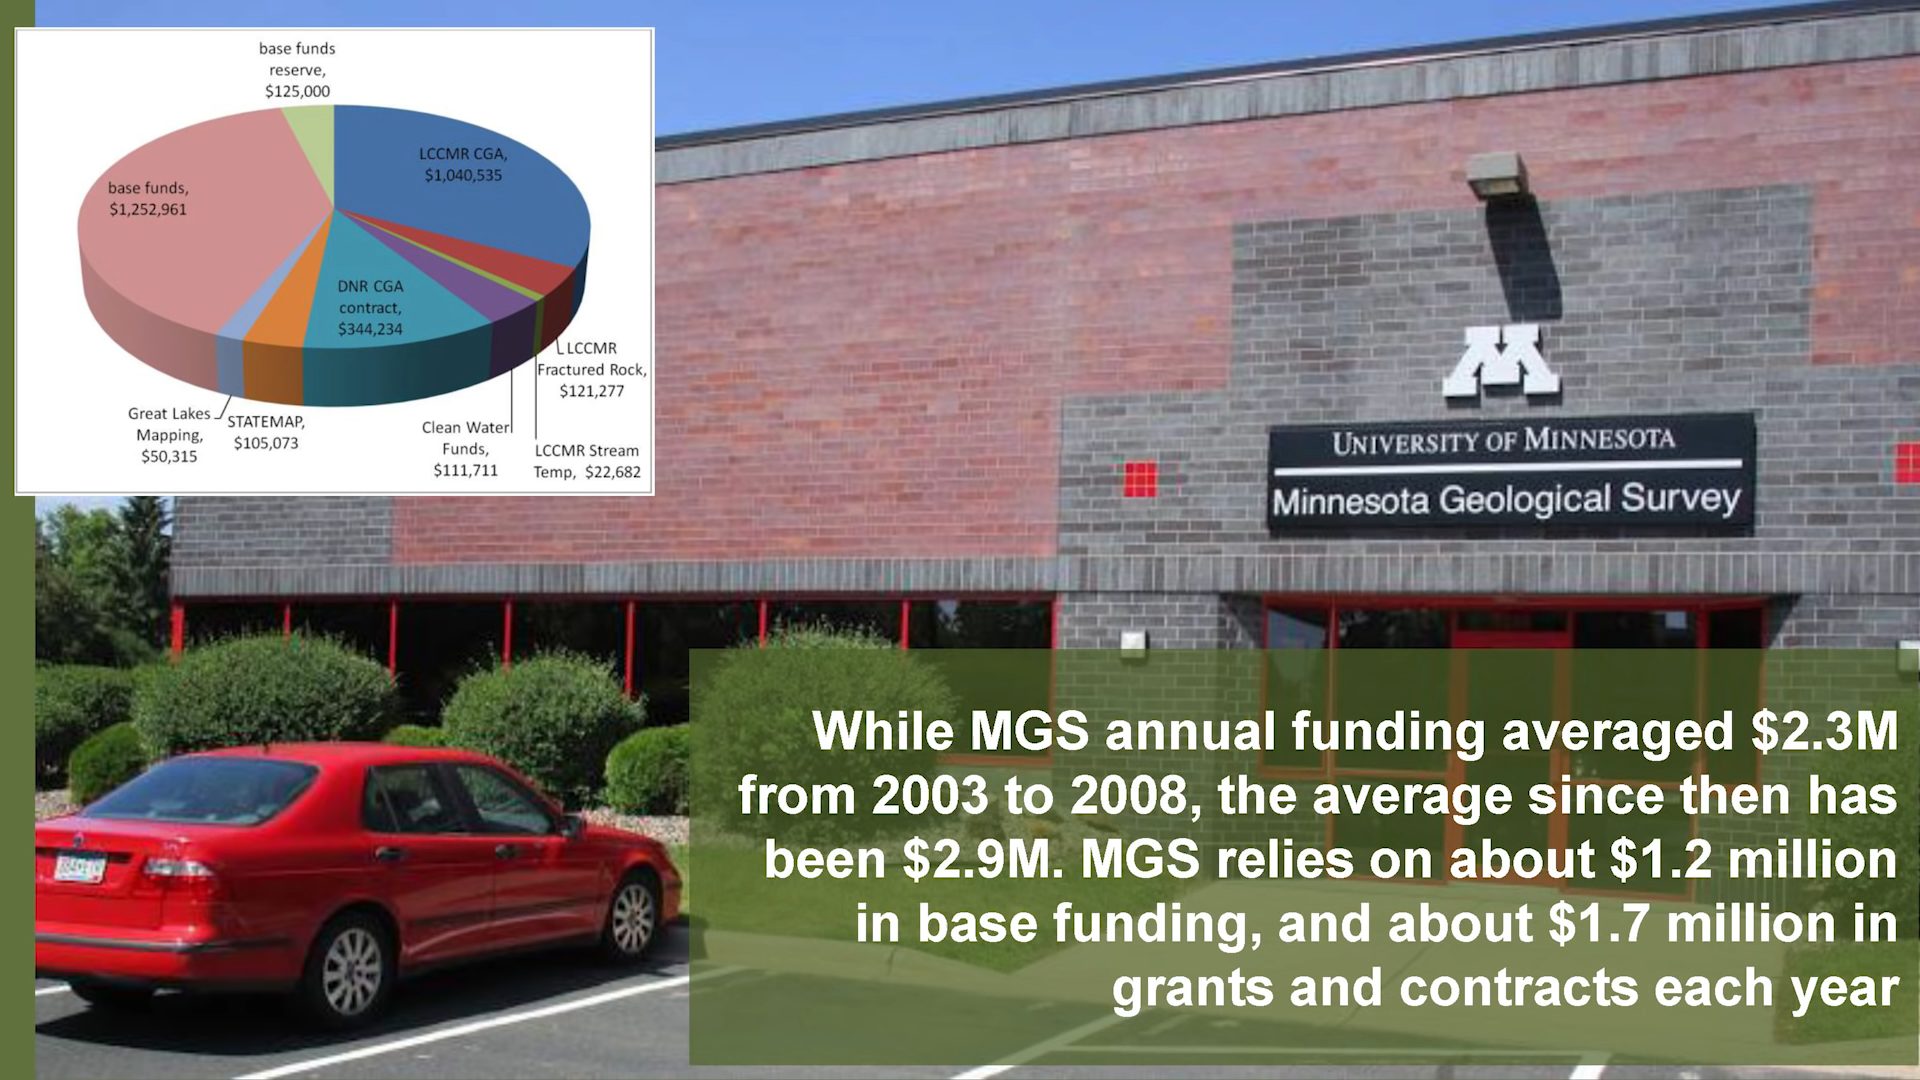 base funds
reserve,
$125,000
LCCMR CGA,
$1,040,535
base funds,
$1,252,961
DNR CGA
contract,
$344,234
LCCMR
Fractured Rock,
$121,277
Great Lakes
Mapping,
$50,315
STATEMAP,
$105,073
Clean Water
Funds,
$111,711
LCCMR Stream
Temp, $22,682
M
UNIVERSITY OF MINNESOTA
Minnesota Geological Survey
While MGS annual funding averaged $2.3M
from 2003 to 2008, the average since then has
been $2.9M. MGS relies on about $1.2 million
in base funding, and about $1.7 million in
grants and contracts each year